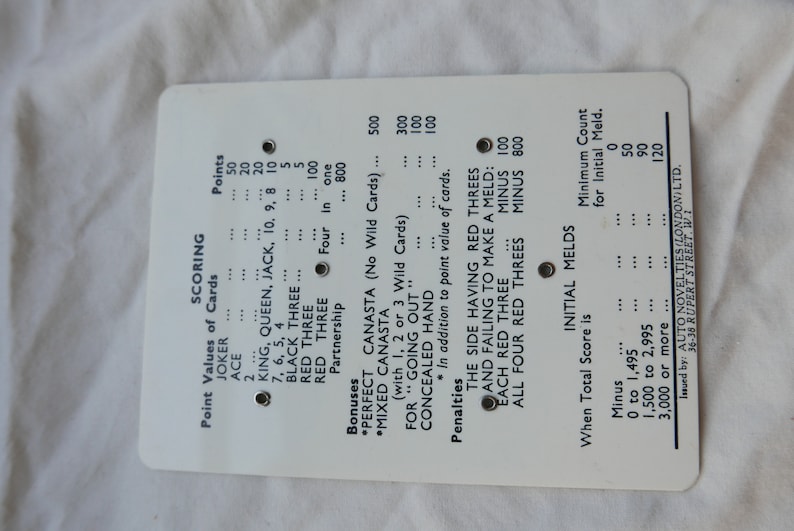 SCORING
Point Values of Cards Points
JOKER ... ... ... ... 50
ACE ... ... ... ... 20
2 ... ... ... ... 20
KING, QUEEN, JACK, 10, 9, 8 10
7, 6, 5, 4 ... ... 5
BLACK THREE ... ... ... 5
RED THREE ... ... 100
RED THREE Four in one
Partnership ... ... 800
Bonuses
*PERFECT CANASTA (No Wild Cards) ... 500
*MIXED CANASTA
(with 1, 2 or 3 Wild Cards) ... 300
FOR "GOING OUT" ... ... 100
CONCEALED HAND ... ... 100
* In addition to point value of cards.
Penalties
THE SIDE HAVING RED THREES
AND FAILING TO MAKE A MELD:
EACH RED THREE ... MINUS 100
ALL FOUR RED THREES MINUS 800
INITIAL MELDS
When Total Score is Minimum Count
for Initial Meld.
Minus ... ... ... 0
0 to 1,495 ... ... 50
1,500 to 2,995 ... ... 90
3,000 or more ... ... 120
Issued by: AUTO NOVELTIES (LONDON) LTD.
36-38 RUPERT STREET. W.1